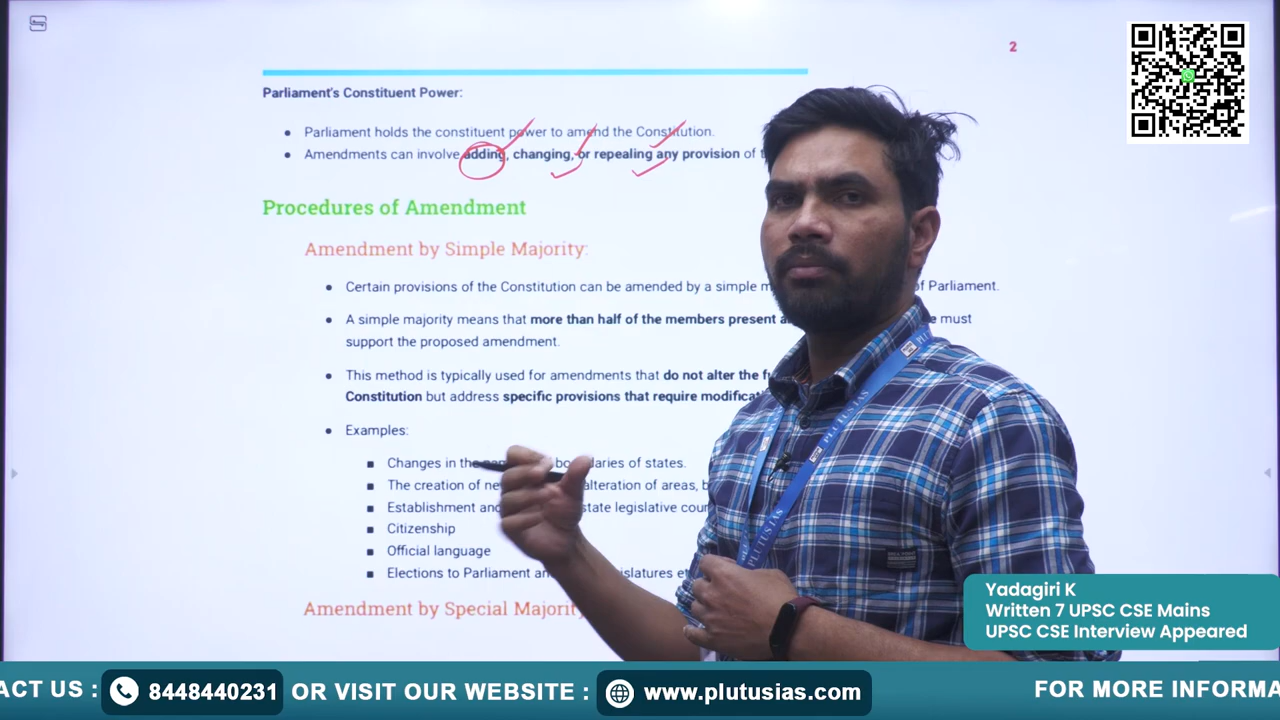 2
Parliament's Constituent Power:
Parliament holds the constituent power to amend the Constitution.
Amendments can involve adding, changing, or repealing any provision of
Procedures of Amendment
Amendment by Simple Majority:
Certain provisions of the Constitution can be amended by a simple of Parliament.
A simple majority means that more than half of the members present must
support the proposed amendment.
This method is typically used for amendments that do not alter the
Constitution but address specific provisions that require
Examples:
Changes in the boundaries of states.
The creation of alteration of areas,
Establishment state legislative
Citizenship
Official language
Elections to Parliament
Amendment by Special
PLUTUS IAS
PLUTUS IAS
Yadagiri K
Written 7 UPSC CSE Mains
UPSC CSE Interview Appeared
ACT US : 8448440231 OR VISIT OUR WEBSITE : www.plutusias.com FOR MORE INFORMA